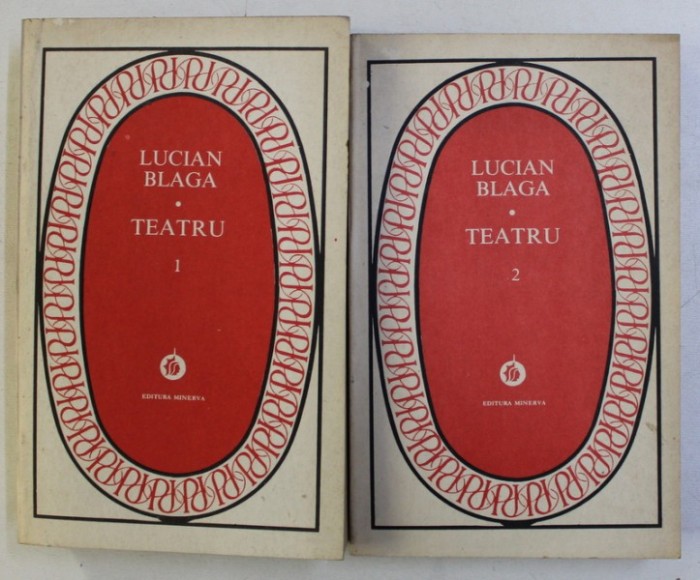 LUCIAN
BLAGA
•
TEATRU
1
EDITURA MINERVA
LUCIAN
BLAGA
•
TEATRU
2
EDITURA MINERVA